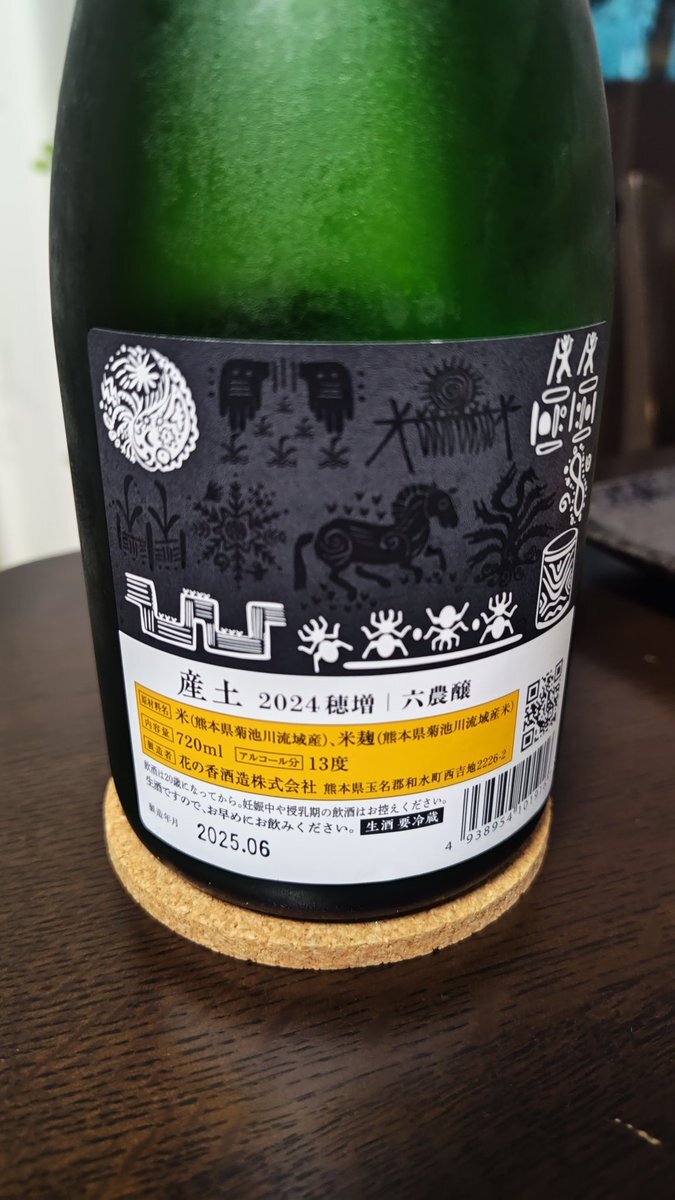 産土 2024 穂増｜六農醸
原材料名 米(熊本県菊池川流域産)、米麹(熊本県菊池川流域産米)
内容量 720ml アルコール分 13度
醸造者 花の香酒造株式会社 熊本県玉名郡和水町西吉地2226-2
飲酒は20歳になってから。妊娠中や授乳期の飲酒はお控えください。
生酒ですので、お早めにお飲みください。 生酒 要冷蔵
製造年月 2025.06
4 938954 101